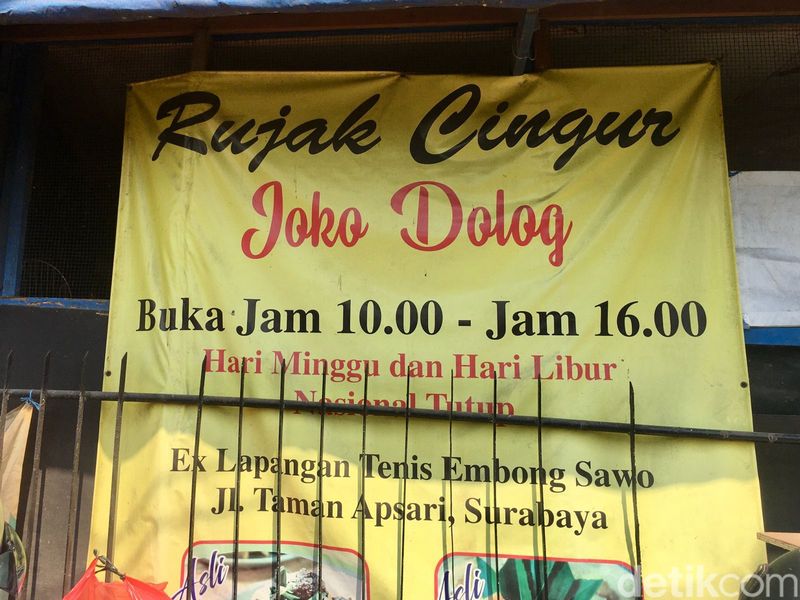 Rujak Cingur
Joko Dolog
Buka Jam 10.00 - Jam 16.00
Hari Minggu dan Hari Libur
Nasional Tutup
Ex Lapangan Tenis Embong Sawo
Jl. Taman Apsari, Surabaya
Asli
Asli
detikcom